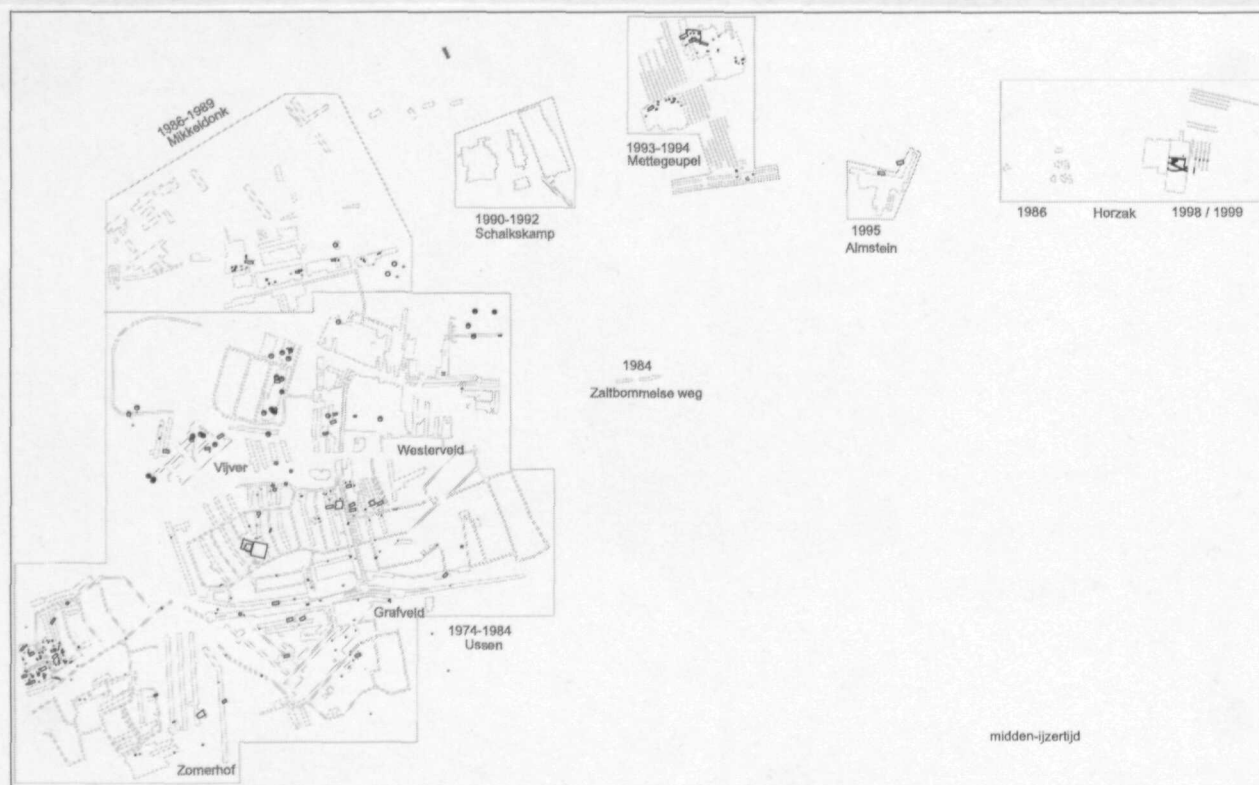 1986-1989
Mikkeldonk
1990-1992
Schalkskamp
1993-1994
Mettegeupel
1995
Almstein
1986 Horzak 1998 / 1999
1984
Zaltbommelse weg
Westerveld
Vijver
Grafveld
1974-1984
Ussen
Zomerhof
midden-ijzertijd